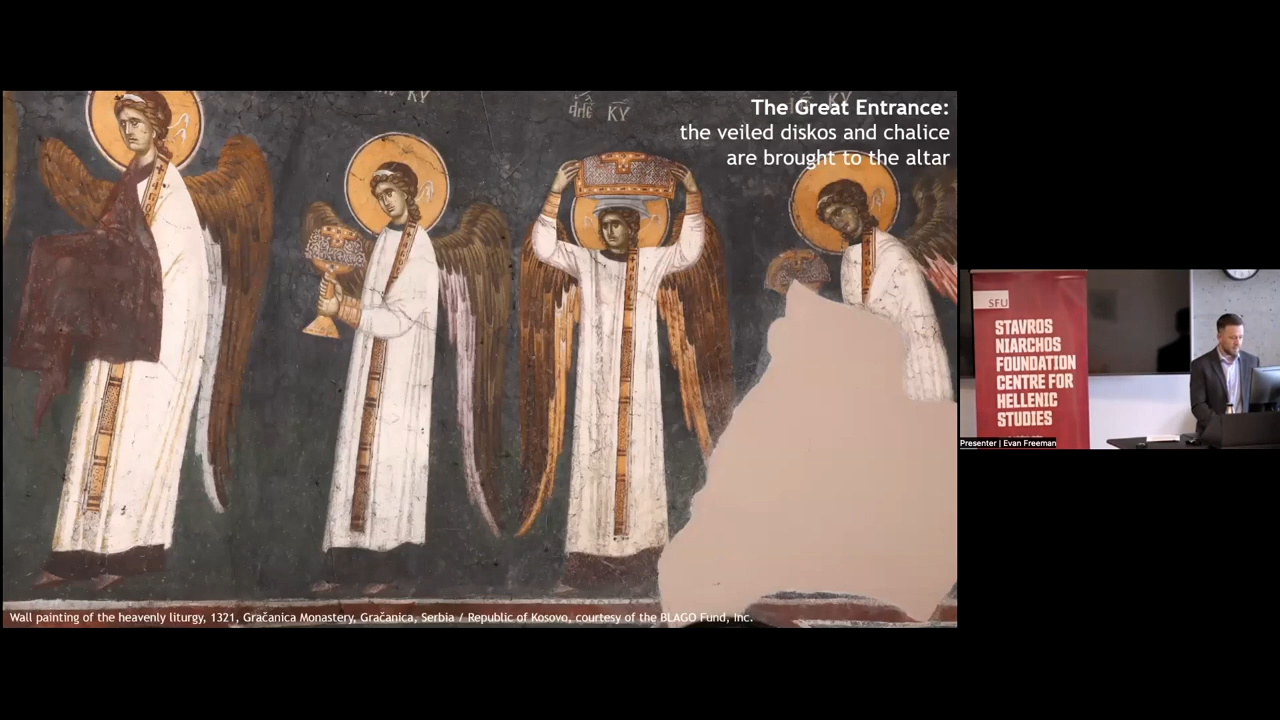 The Great Entrance:
the veiled diskos and chalice
are brought to the altar
Wall painting of the heavenly liturgy, 1321, Gračanica Monastery, Gračanica, Serbia / Republic of Kosovo, courtesy of the BLAGO Fund, Inc.
SFU
STAVROS
NIARCHOS
FOUNDATION
CENTRE FOR
HELLENIC
STUDIES
Presenter | Evan Freeman